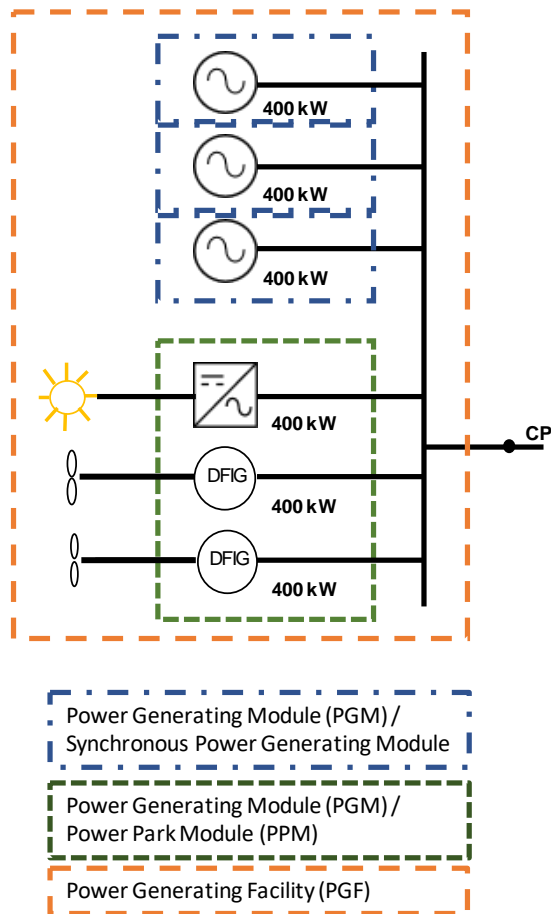 400 kW
400 kW
400 kW
400 kW
CP
DFIG
400 kW
DFIG
400 kW
Power Generating Module (PGM) /
Synchronous Power Generating Module
Power Generating Module (PGM) /
Power Park Module (PPM)
Power Generating Facility (PGF)